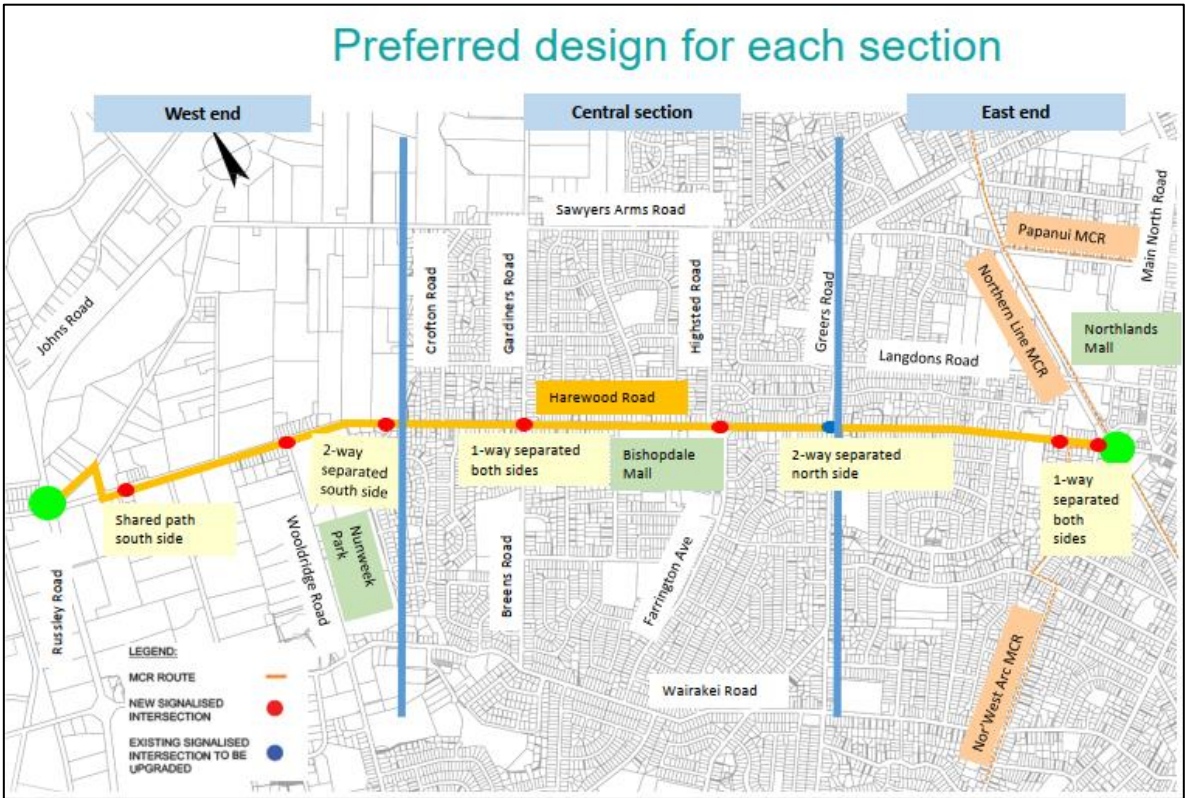 Preferred design for each section
West end
Central section
East end
Sawyers Arms Road
Papanui MCR
Main North Road
Johns Road
Crofton Road
Gardiners Road
Highsted Road
Greers Road
Northern Line MCR
Northlands
Mall
Langdons Road
Harewood Road
2-way
separated
south side
1-way separated
both sides
Bishopdale
Mall
2-way separated
north side
1-way
separated
both
sides
Shared path
south side
Nunweek
Park
Wooldridge Road
Russley Road
Breens Road
Farrington Ave
Nor'West Arc MCR
Wairakei Road
LEGEND:
MCR ROUTE
NEW SIGNALISED
INTERSECTION
EXISTING SIGNALISED
INTERSECTION TO BE
UPGRADED